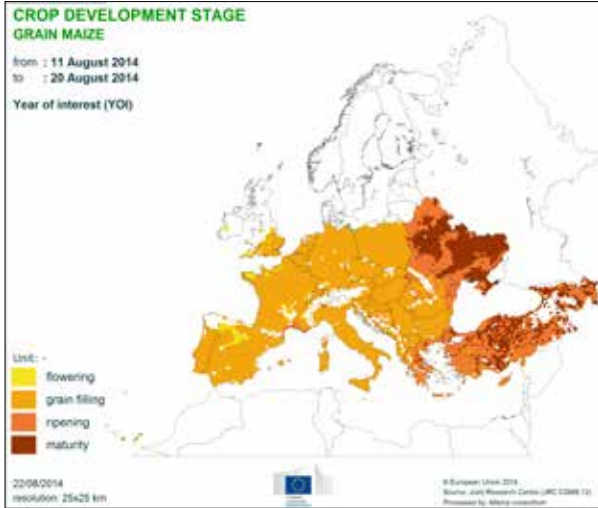 CROP DEVELOPMENT STAGE
GRAIN MAIZE
from : 11 August 2014
to : 20 August 2014
Year of interest (YOI)
Unit: -
flowering
grain filling
ripening
maturity
22/08/2014
resolution: 25x25 km
© European Union 2014
Source: Joint Research Centre
Processed by: Alterra consortium